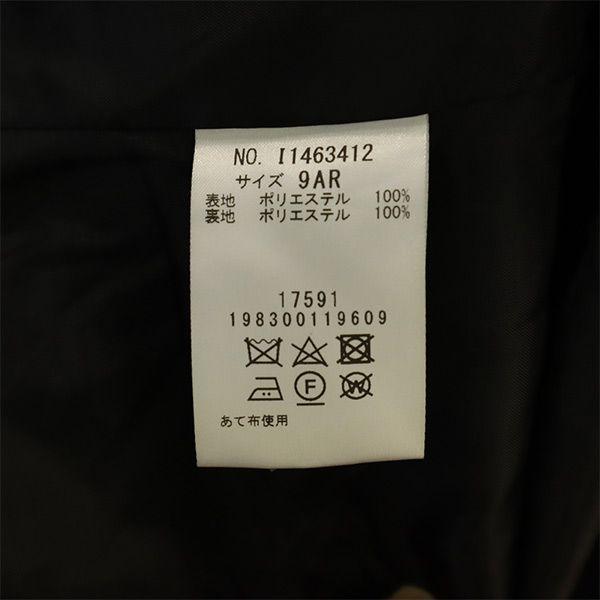 NO. I1463412
サイズ 9AR
表地 ポリエステル 100%
裏地 ポリエステル 100%
17591
198300119609
F
W
あて布使用